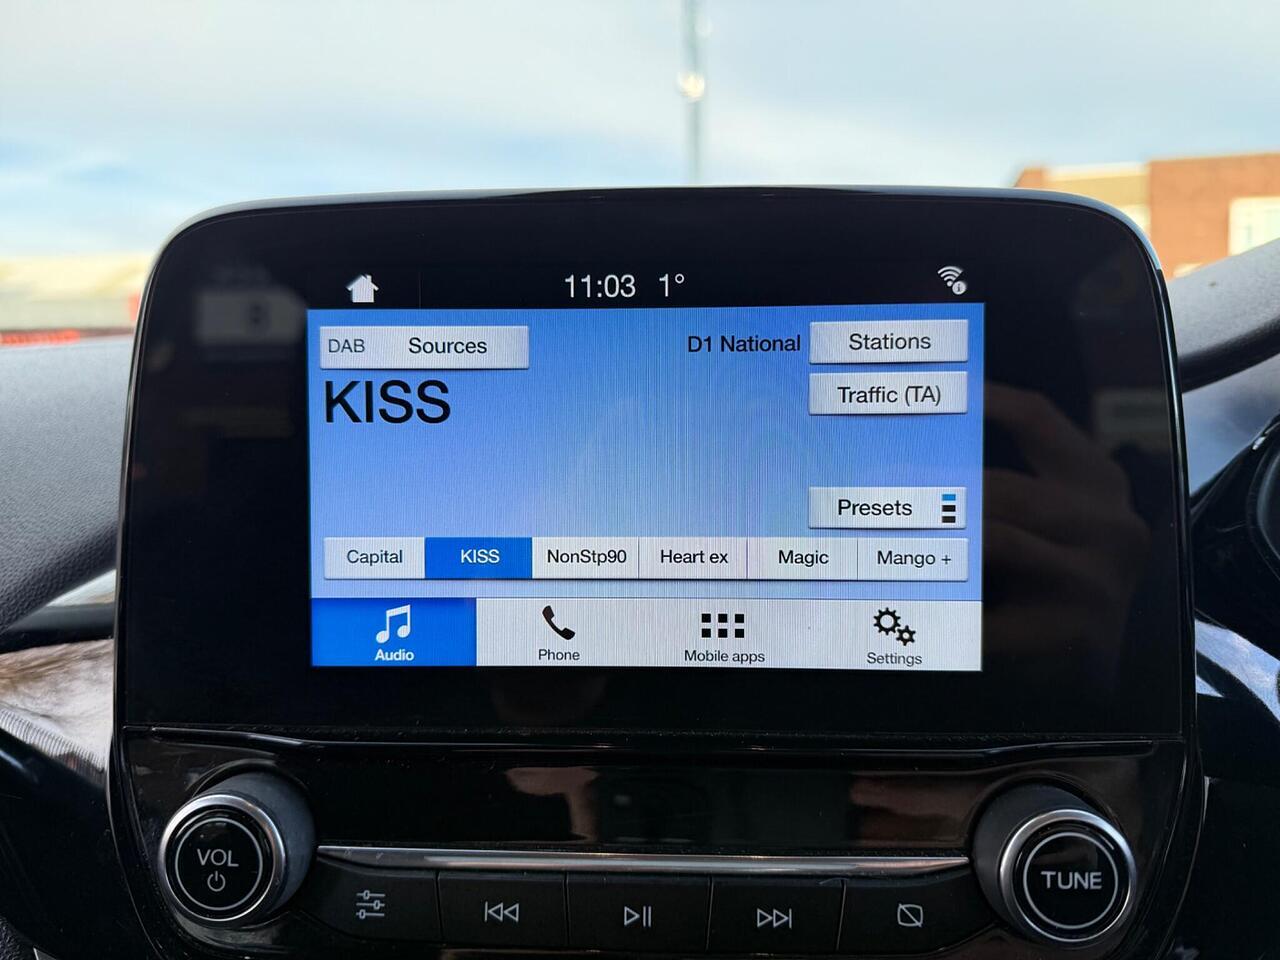 11:03 1°
DAB Sources
D1 National
Stations
KISS
Traffic (TA)
Presets
Capital
KISS
NonStp90
Heart ex
Magic
Mango +
Audio
Phone
Mobile apps
Settings
VOL
TUNE